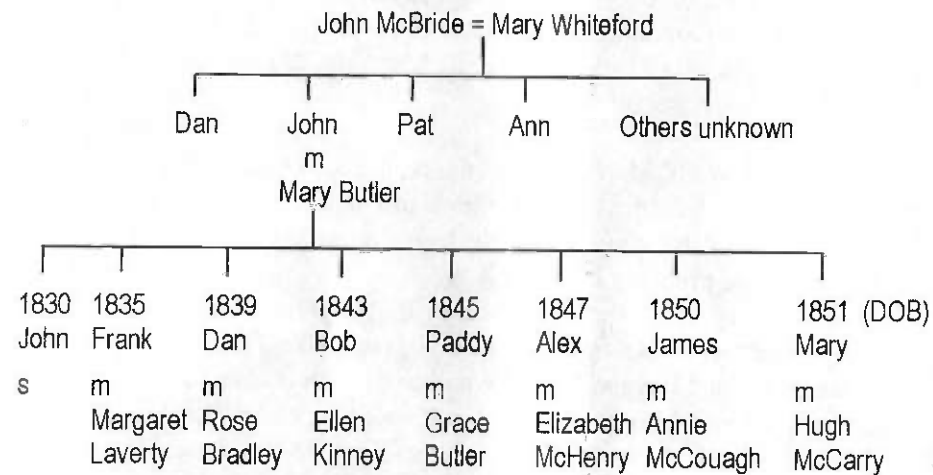 John McBride = Mary Whiteford
Dan John Pat Ann Others unknown
m
Mary Butler
1830 1835 1839 1843 1845 1847 1850 1851 (DOB)
John Frank Dan Bob Paddy Alex James Mary
s m m m m m m m
Margaret Rose Ellen Grace Elizabeth Annie Hugh
Laverty Bradley Kinney Butler McHenry McCouagh McCarry